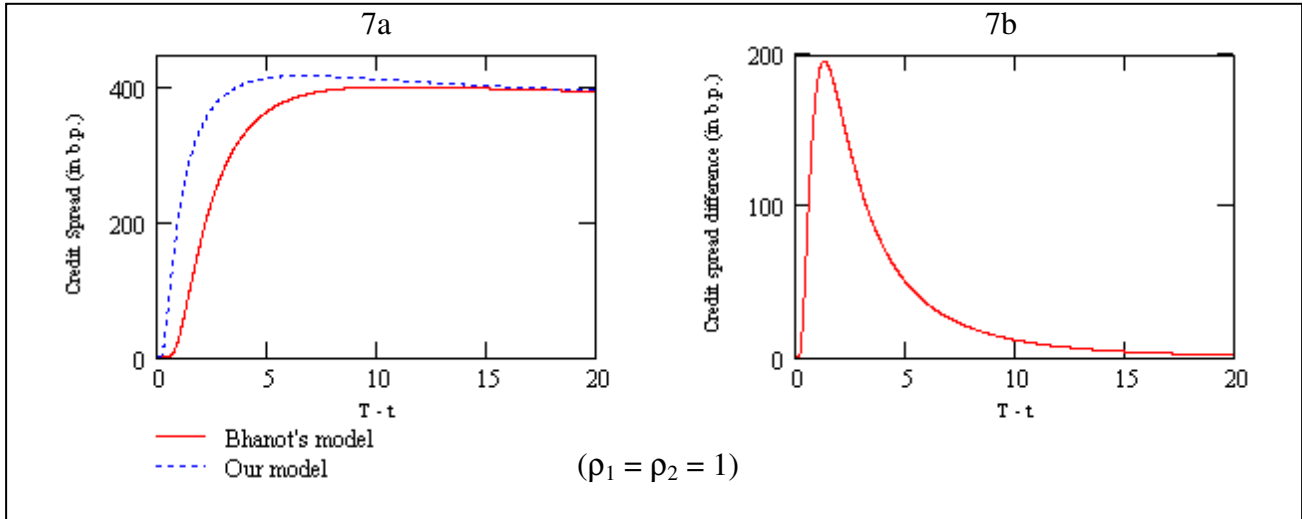 7a
Credit Spread (in b.p.)
400
200
0
0 5 10 15 20
T - t
Bhanot's model
Our model
7b
Credit spread difference (in b.p.)
200
100
0
0 5 10 15 20
T - t
(ρ1 = ρ2 = 1)